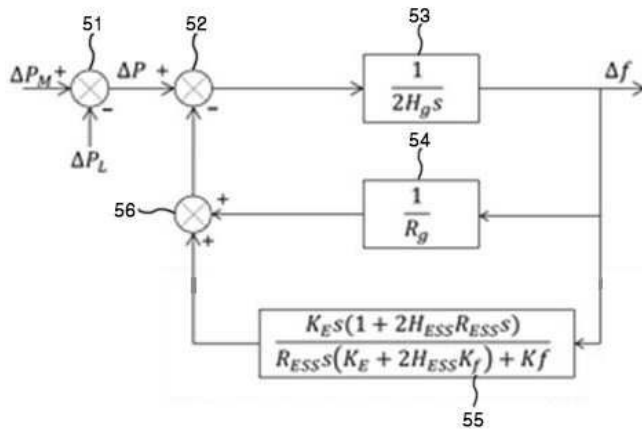 51
52
53
ΔP_M +
ΔP
+
1
2H_g s
Δf
-
-
ΔP_L
54
56
+
1
R_g
+
K_E s(1 + 2H_ESS R_ESS s)
R_ESS s(K_E + 2H_ESS K_f) + Kf
55